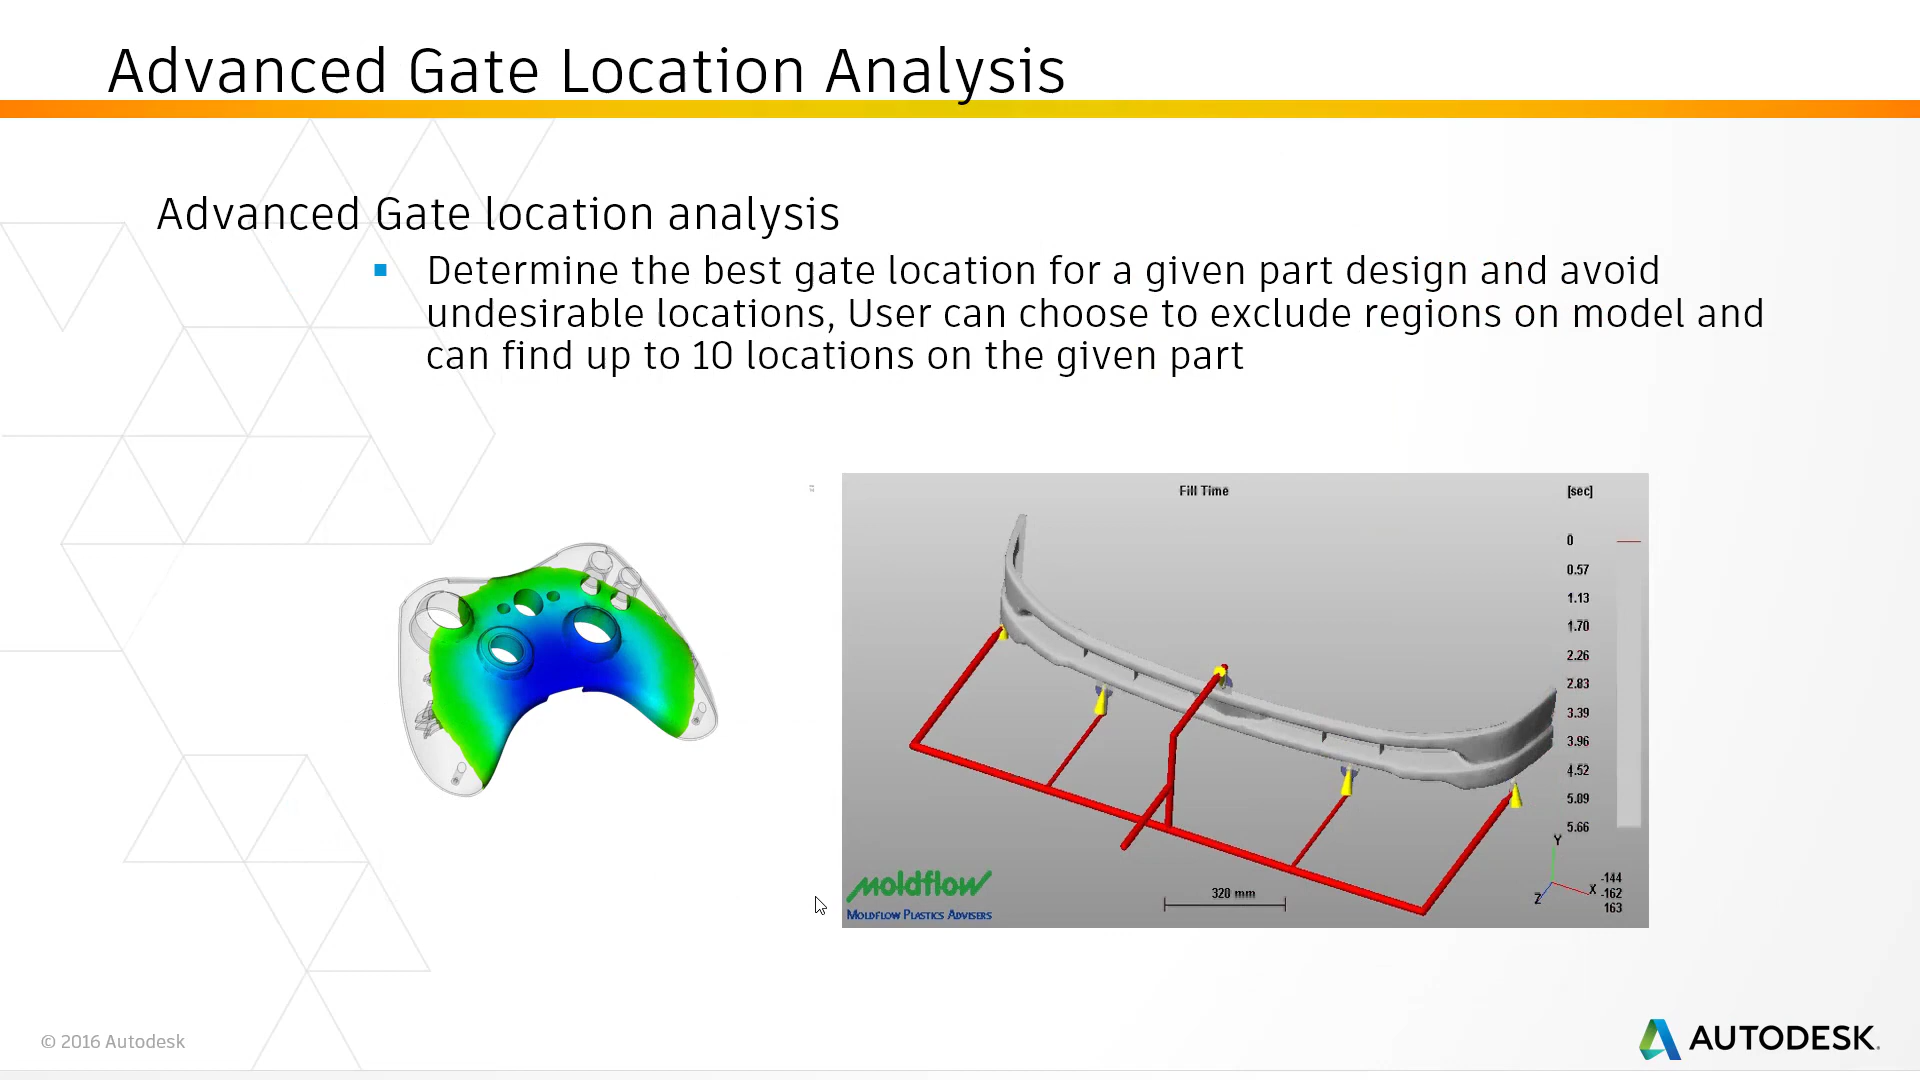 Advanced Gate Location Analysis
Advanced Gate location analysis
Determine the best gate location for a given part design and avoid
undesirable locations, User can choose to exclude regions on model and
can find up to 10 locations on the given part
Fill Time
[sec]
0
0.57
1.13
1.70
2.26
2.83
3.39
3.96
4.52
5.09
5.66
Y
X
Z
-144
-162
163
320 mm
moldflow
MOLDFLOW PLASTICS ADVISERS
© 2016 Autodesk
AUTODESK.